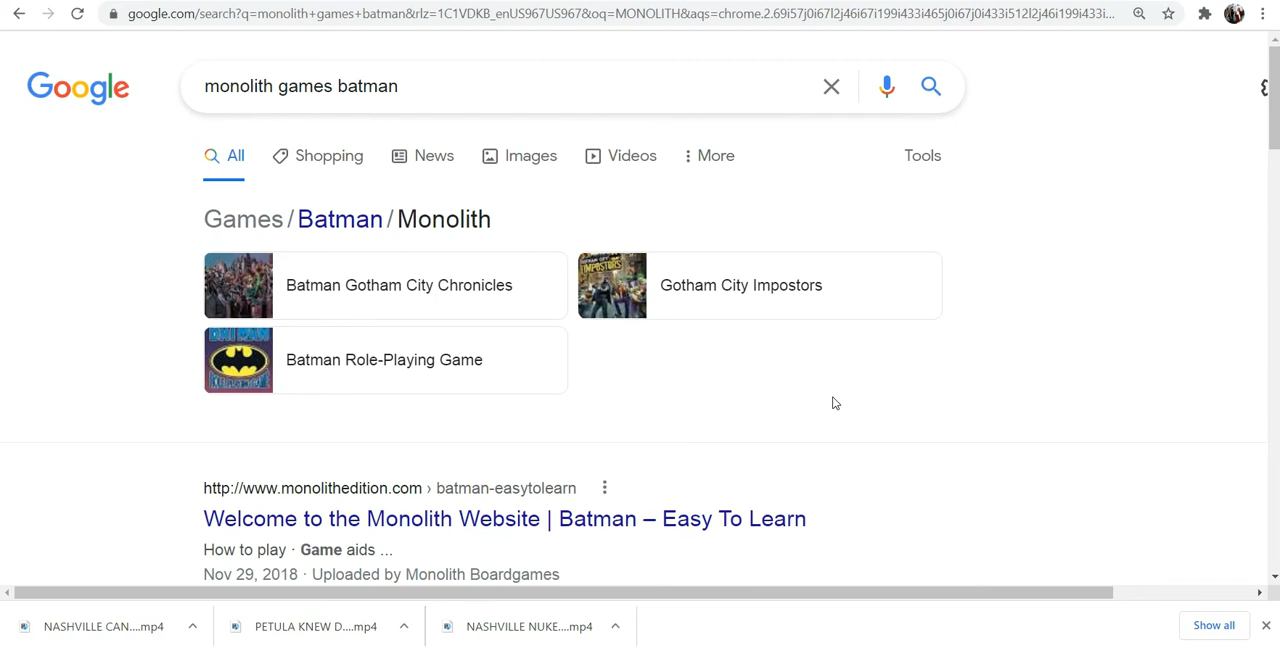 google.com/search?q=monolith+games+batman&rlz=1C1VDKB_enUS967US967&oq=MONOLITH&aqs=chrome.2.69i57j0i67l2j46i67i199i433i465j0i67j0i433i512l2j46i199i433i...
Google
monolith games batman
All Shopping News Images Videos More Tools
Games/Batman/Monolith
Batman Gotham City Chronicles
Gotham City Impostors
Batman Role-Playing Game
http://www.monolithedition.com › batman-easytolearn
Welcome to the Monolith Website | Batman – Easy To Learn
How to play · Game aids ...
Nov 29, 2018 · Uploaded by Monolith Boardgames
NASHVILLE CAN....mp4 PETULA KNEW D....mp4 NASHVILLE NUKE....mp4 Show all